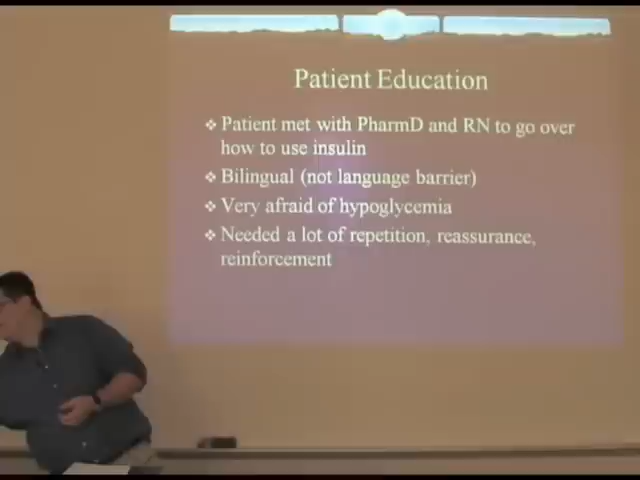 Patient Education
❖ Patient met with PharmD and RN to go over
how to use insulin
❖ Bilingual (not language barrier)
❖ Very afraid of hypoglycemia
❖ Needed a lot of repetition, reassurance,
reinforcement